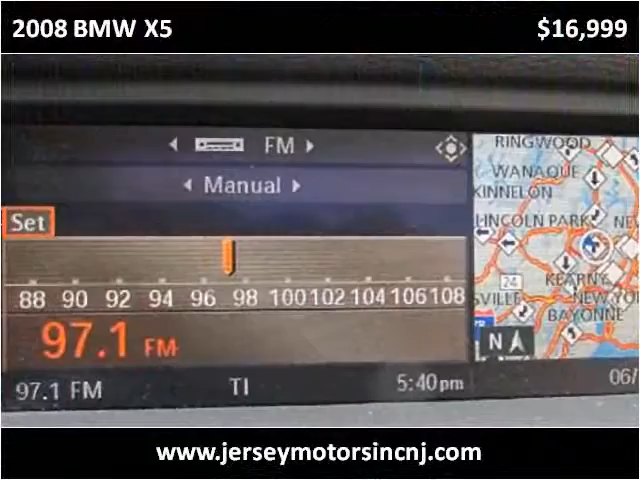 2008 BMW X5 $16,999
FM
Manual
Set
88 90 92 94 96 98 100 102 104 106 108
97.1 FM
97.1 FM TI 5:40pm 06/
RINGWOOD
WANAQUE
KINNELON
LINCOLN PARK NEW
24 KEARNY
SVILLE NEW YO
BAYONNE
N
www.jerseymotorsincnj.com